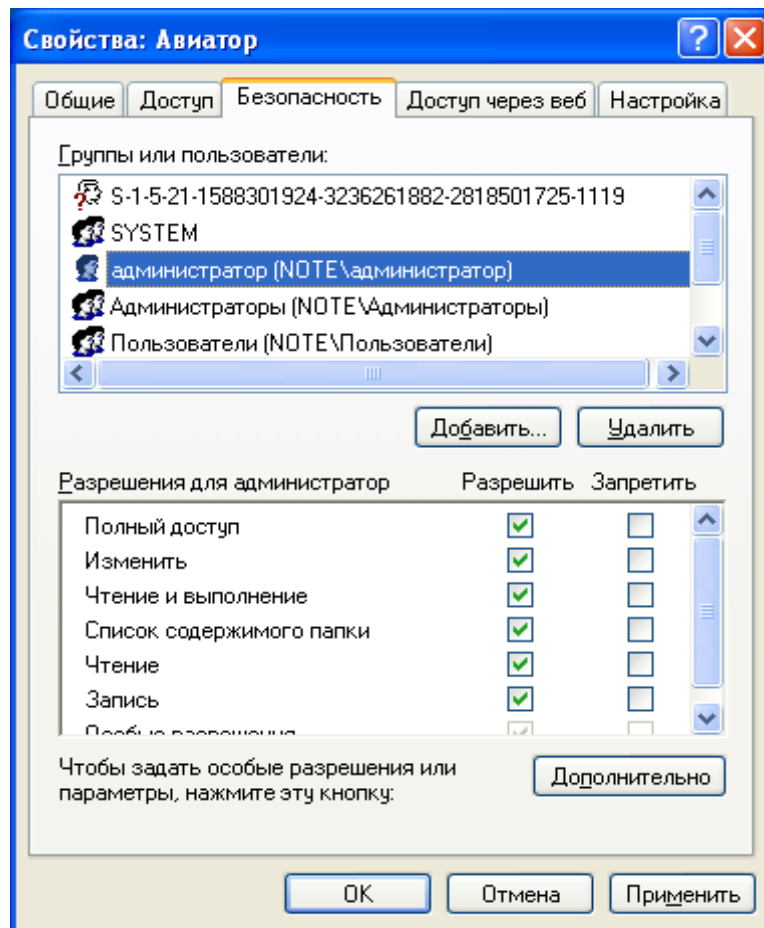 Свойства: Авиатор
Общие Доступ Безопасность Доступ через веб Настройка
Группы или пользователи:
S-1-5-21-1588301924-3236261882-2818501725-1119
SYSTEM
администратор (NOTE\администратор)
Администраторы (NOTE\Администраторы)
Пользователи (NOTE\Пользователи)
Добавить... Удалить
Разрешения для администратор Разрешить Запретить
Полный доступ
Изменить
Чтение и выполнение
Список содержимого папки
Чтение
Запись
Особые разрешения
Чтобы задать особые разрешения или
параметры, нажмите эту кнопку:
Дополнительно
OK Отмена Применить